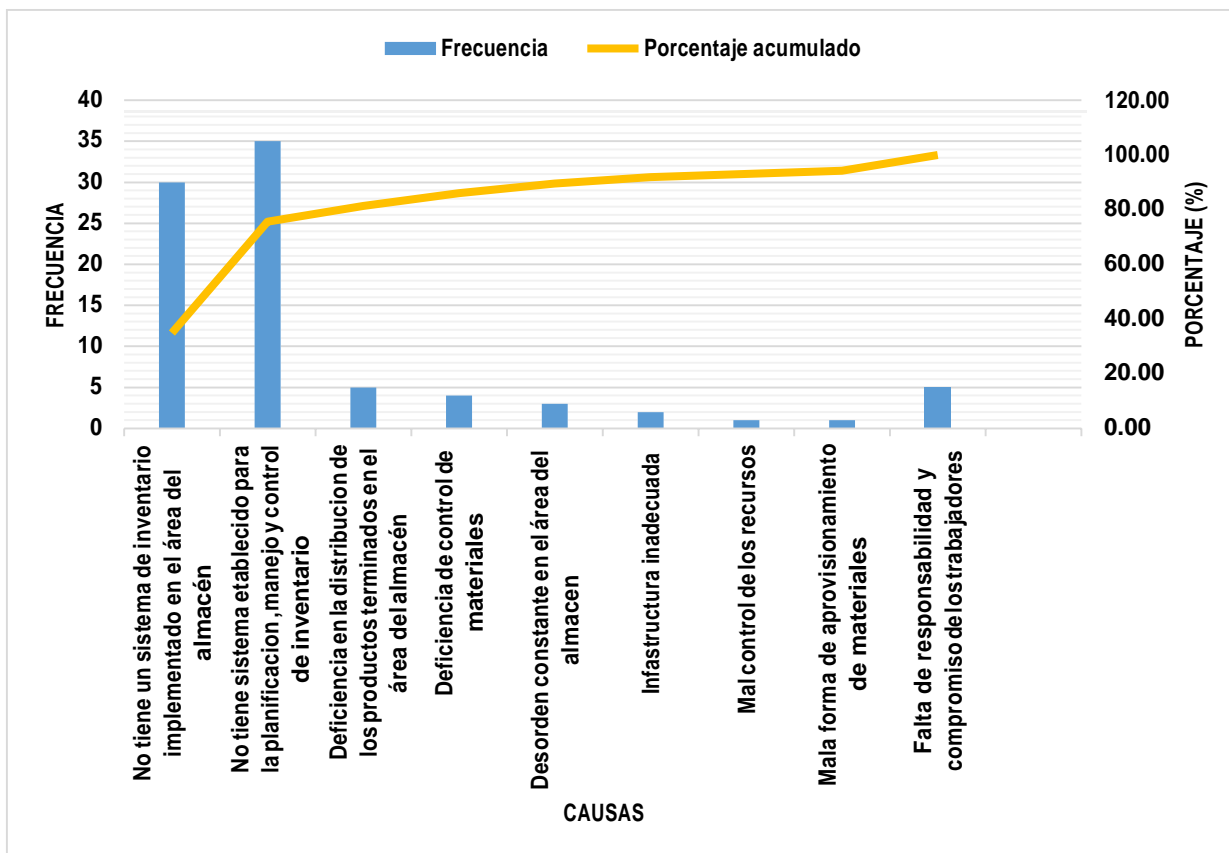 Frecuencia
Porcentaje acumulado
FRECUENCIA
40
35
30
25
20
15
10
5
0
120.00
100.00
80.00
60.00
40.00
20.00
0.00
PORCENTAJE (%)
No tiene un sistema de inventario
implementado en el área del
almacén
No tiene sistema etablecido para
la planificacion ,manejo y control
de inventario
Deficiencia en la distribucion de
los productos terminados en el
área del almacén
Deficiencia de control de
materiales
Desorden constante en el área del
almacen
Infastructura inadecuada
Mal control de los recursos
Mala forma de aprovisionamiento
de materiales
Falta de responsabilidad y
compromiso de los trabajadores
CAUSAS